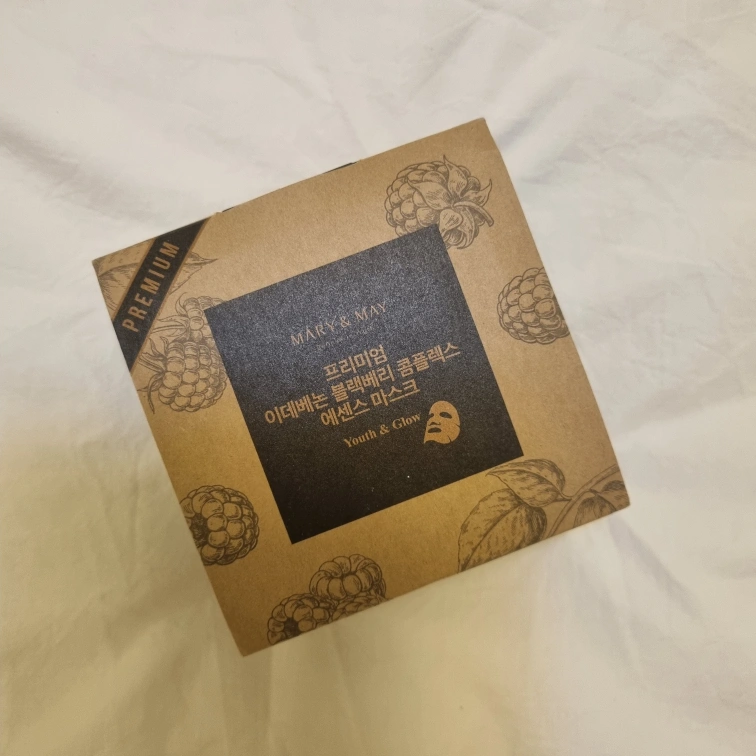 PREMIUM
MARY & MAY
프리미엄
이데베논 블랙베리 콤플렉스
에센스 마스크
Youth & Glow